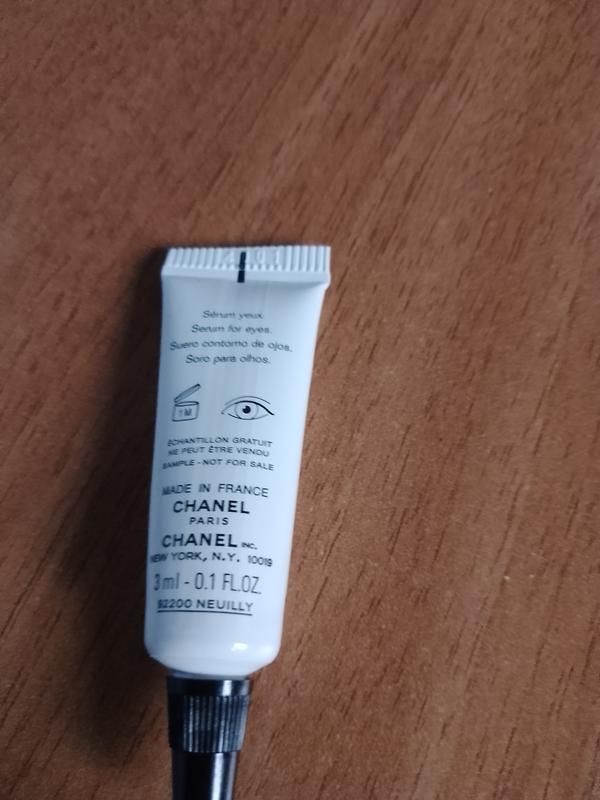 Sérum yeux.
Serum for eyes.
Suero contorno de ojos.
Soro para olhos.
1M
ÉCHANTILLON GRATUIT
NE PEUT ÊTRE VENDU
SAMPLE - NOT FOR SALE
MADE IN FRANCE
CHANEL
PARIS
CHANEL INC.
NEW YORK, N.Y. 10019
3 ml - 0.1 FL.OZ.
92200 NEUILLY